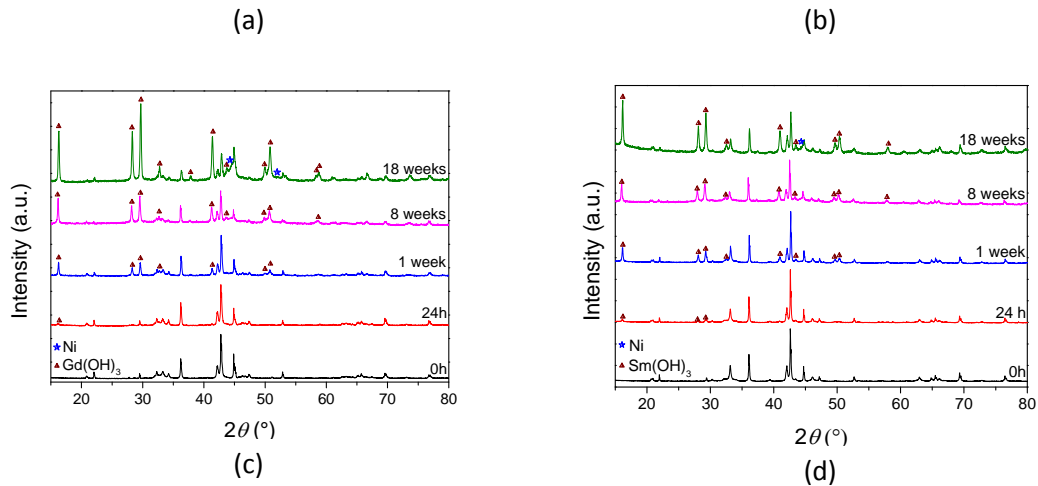 (a)
(b)
Intensity (a.u.)
18 weeks
8 weeks
1 week
24h
0h
Ni
Gd(OH)3
20 30 40 50 60 70 80
2θ (°)
Intensity (a.u.)
18 weeks
8 weeks
1 week
24 h
0h
Ni
Sm(OH)3
20 30 40 50 60 70 80
2θ (°)
(c)
(d)